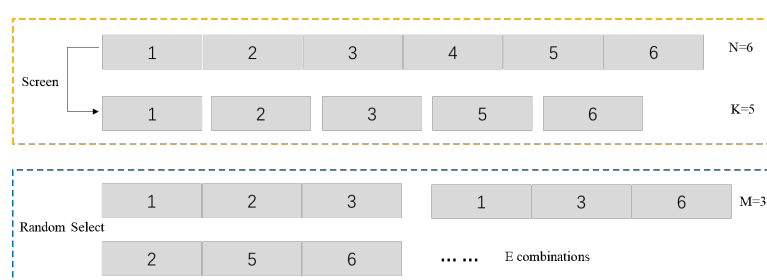 1 2 3 4 5 6 N=6
Screen
1 2 3 5 6 K=5
1 2 3 1 3 6 M=3
Random Select
2 5 6 ... ... E combinations